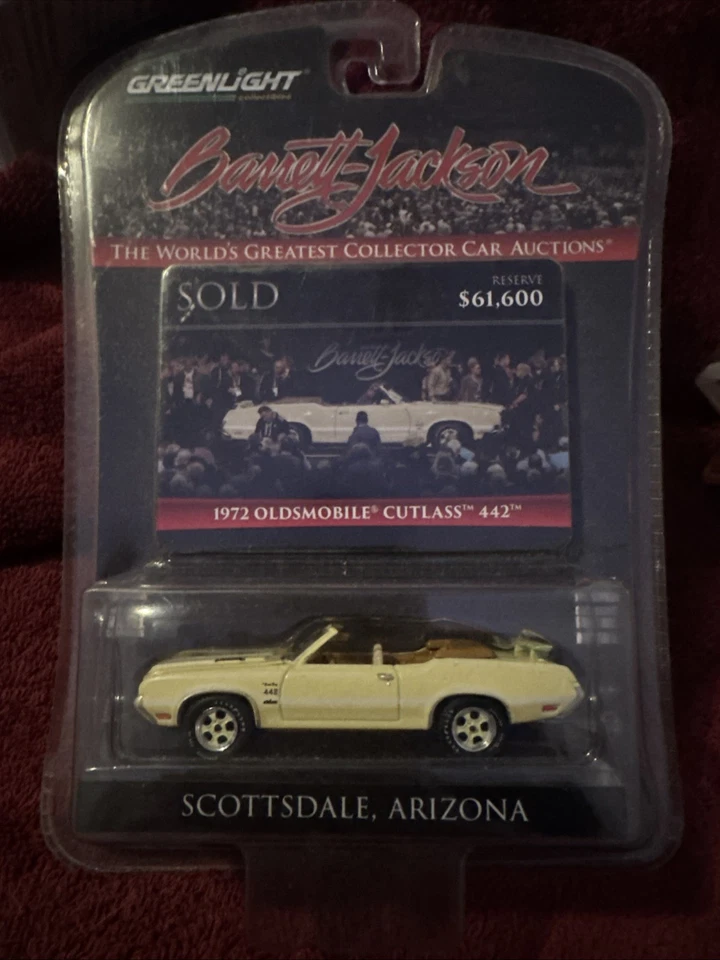 GREENLiGHT
collectibles
Barrett-Jackson
THE WORLD'S GREATEST COLLECTOR CAR AUCTIONS®
SOLD
RESERVE
$61,600
Barrett-Jackson
1972 OLDSMOBILE® CUTLASS™ 442™
442
SCOTTSDALE, ARIZONA